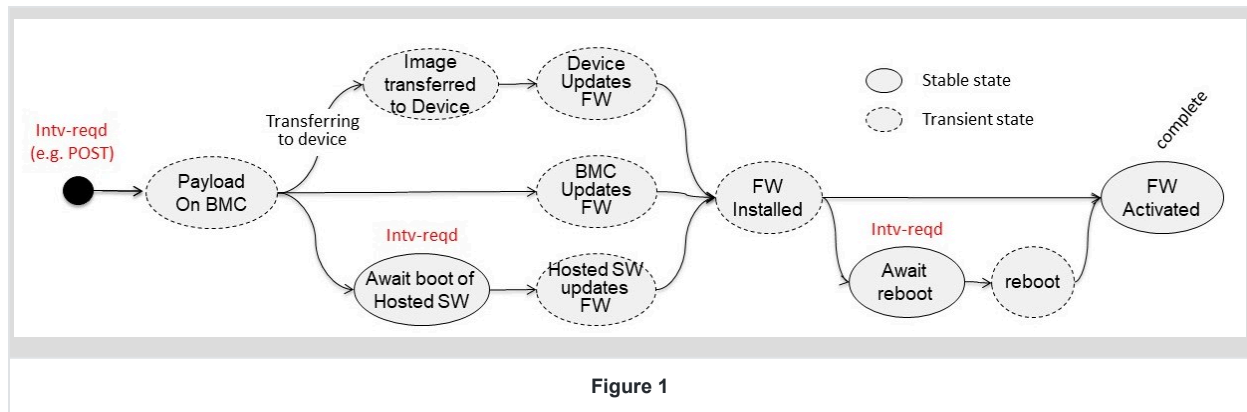 Intv-reqd
(e.g. POST)
Payload
On BMC
Transferring
to device
Image
transferred
to Device
Device
Updates
FW
BMC
Updates
FW
Intv-reqd
Await boot of
Hosted SW
Hosted SW
updates
FW
FW
Installed
Intv-reqd
Await
reboot
reboot
Stable state
Transient state
complete
FW
Activated
Figure 1